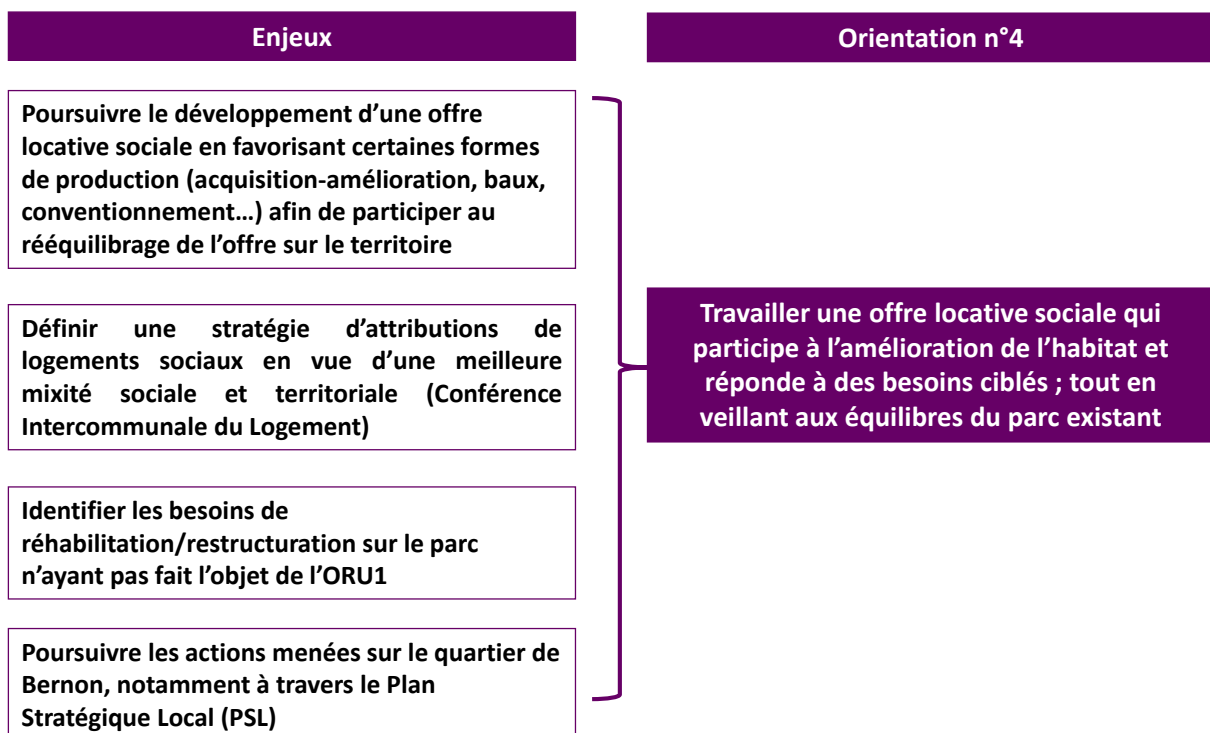 Enjeux
Poursuivre le développement d’une offre
locative sociale en favorisant certaines formes
de production (acquisition-amélioration, baux,
conventionnement…) afin de participer au
rééquilibrage de l’offre sur le territoire
Définir une stratégie d’attributions de
logements sociaux en vue d’une meilleure
mixité sociale et territoriale (Conférence
Intercommunale du Logement)
Identifier les besoins de
réhabilitation/restructuration sur le parc
n’ayant pas fait l’objet de l’ORU1
Poursuivre les actions menées sur le quartier de
Bernon, notamment à travers le Plan
Stratégique Local (PSL)
Orientation n°4
Travailler une offre locative sociale qui
participe à l’amélioration de l’habitat et
réponde à des besoins ciblés ; tout en
veillant aux équilibres du parc existant